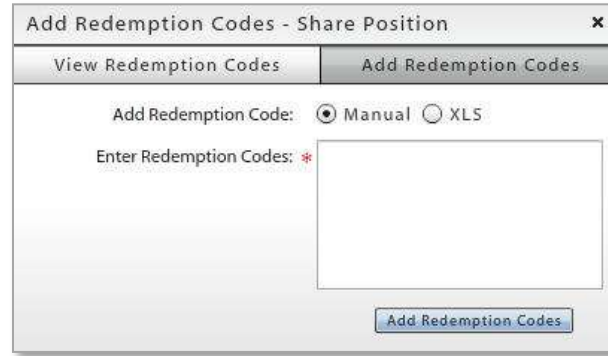 Add Redemption Codes - Share Position ×
View Redemption Codes Add Redemption Codes
Add Redemption Code: Manual XLS
Enter Redemption Codes: *
Add Redemption Codes